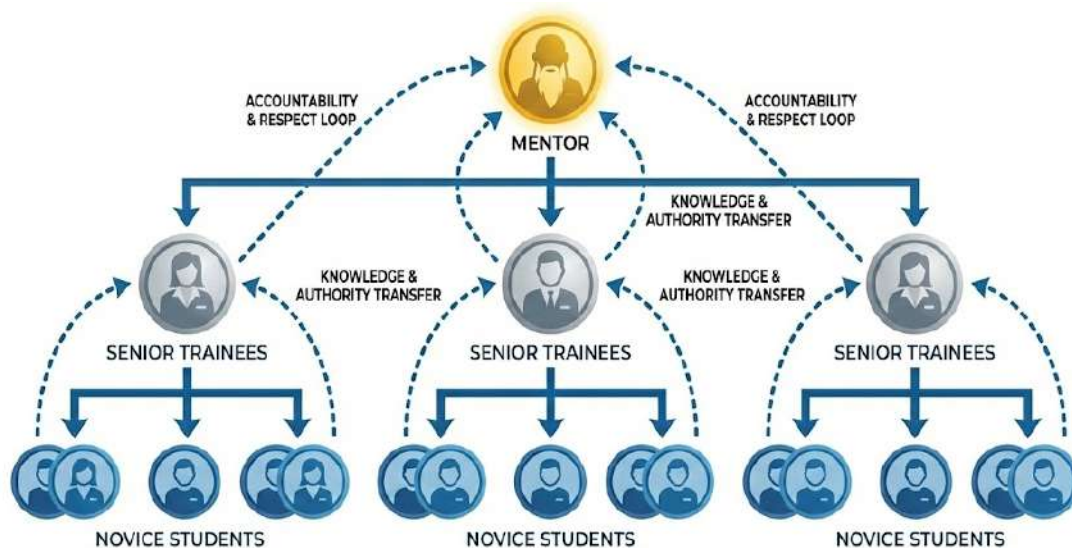 ACCOUNTABILITY
& RESPECT LOOP
MENTOR
ACCOUNTABILITY
& RESPECT LOOP
KNOWLEDGE &
AUTHORITY TRANSFER
KNOWLEDGE &
AUTHORITY TRANSFER
KNOWLEDGE &
AUTHORITY TRANSFER
SENIOR TRAINEES
SENIOR TRAINEES
SENIOR TRAINEES
NOVICE STUDENTS
NOVICE STUDENTS
NOVICE STUDENTS